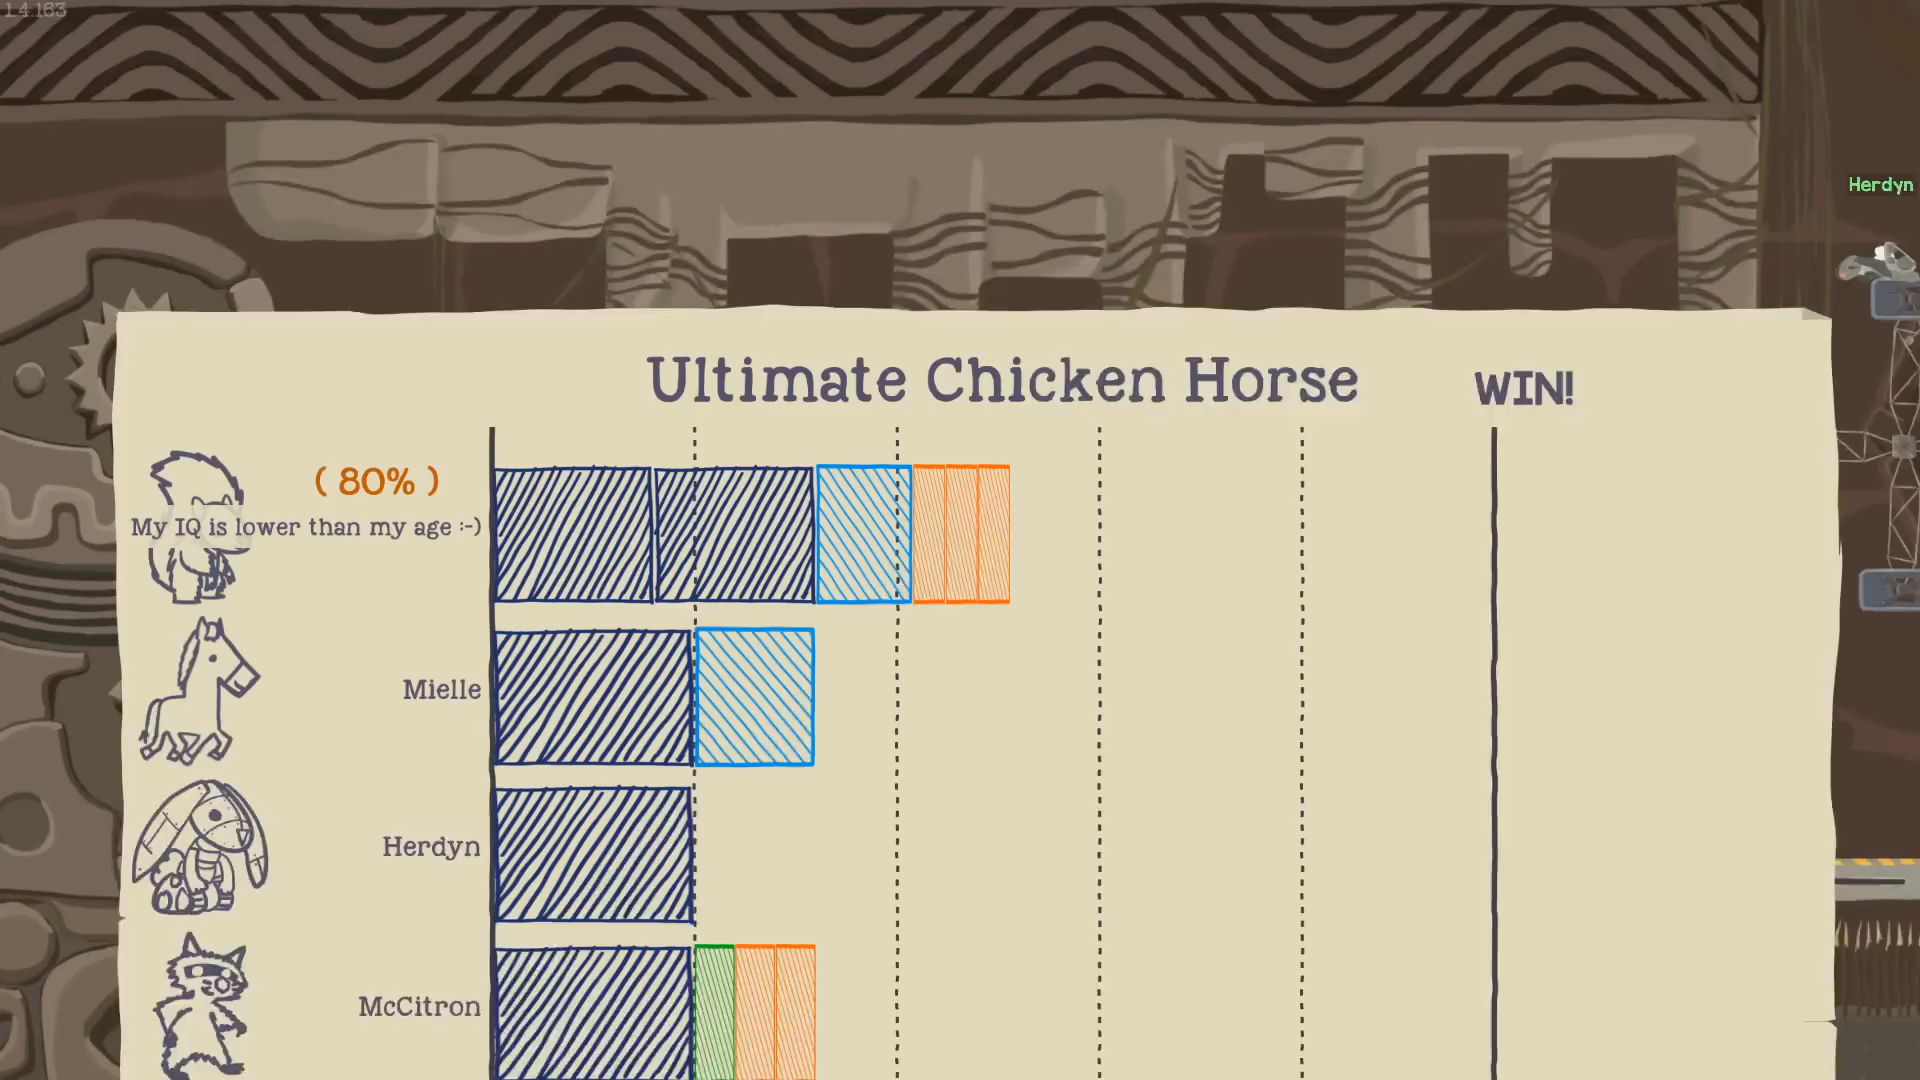 1.4.163
Herdyn
Ultimate Chicken Horse
WIN!
( 80% )
My IQ is lower than my age :-)
Mielle
Herdyn
McCitron